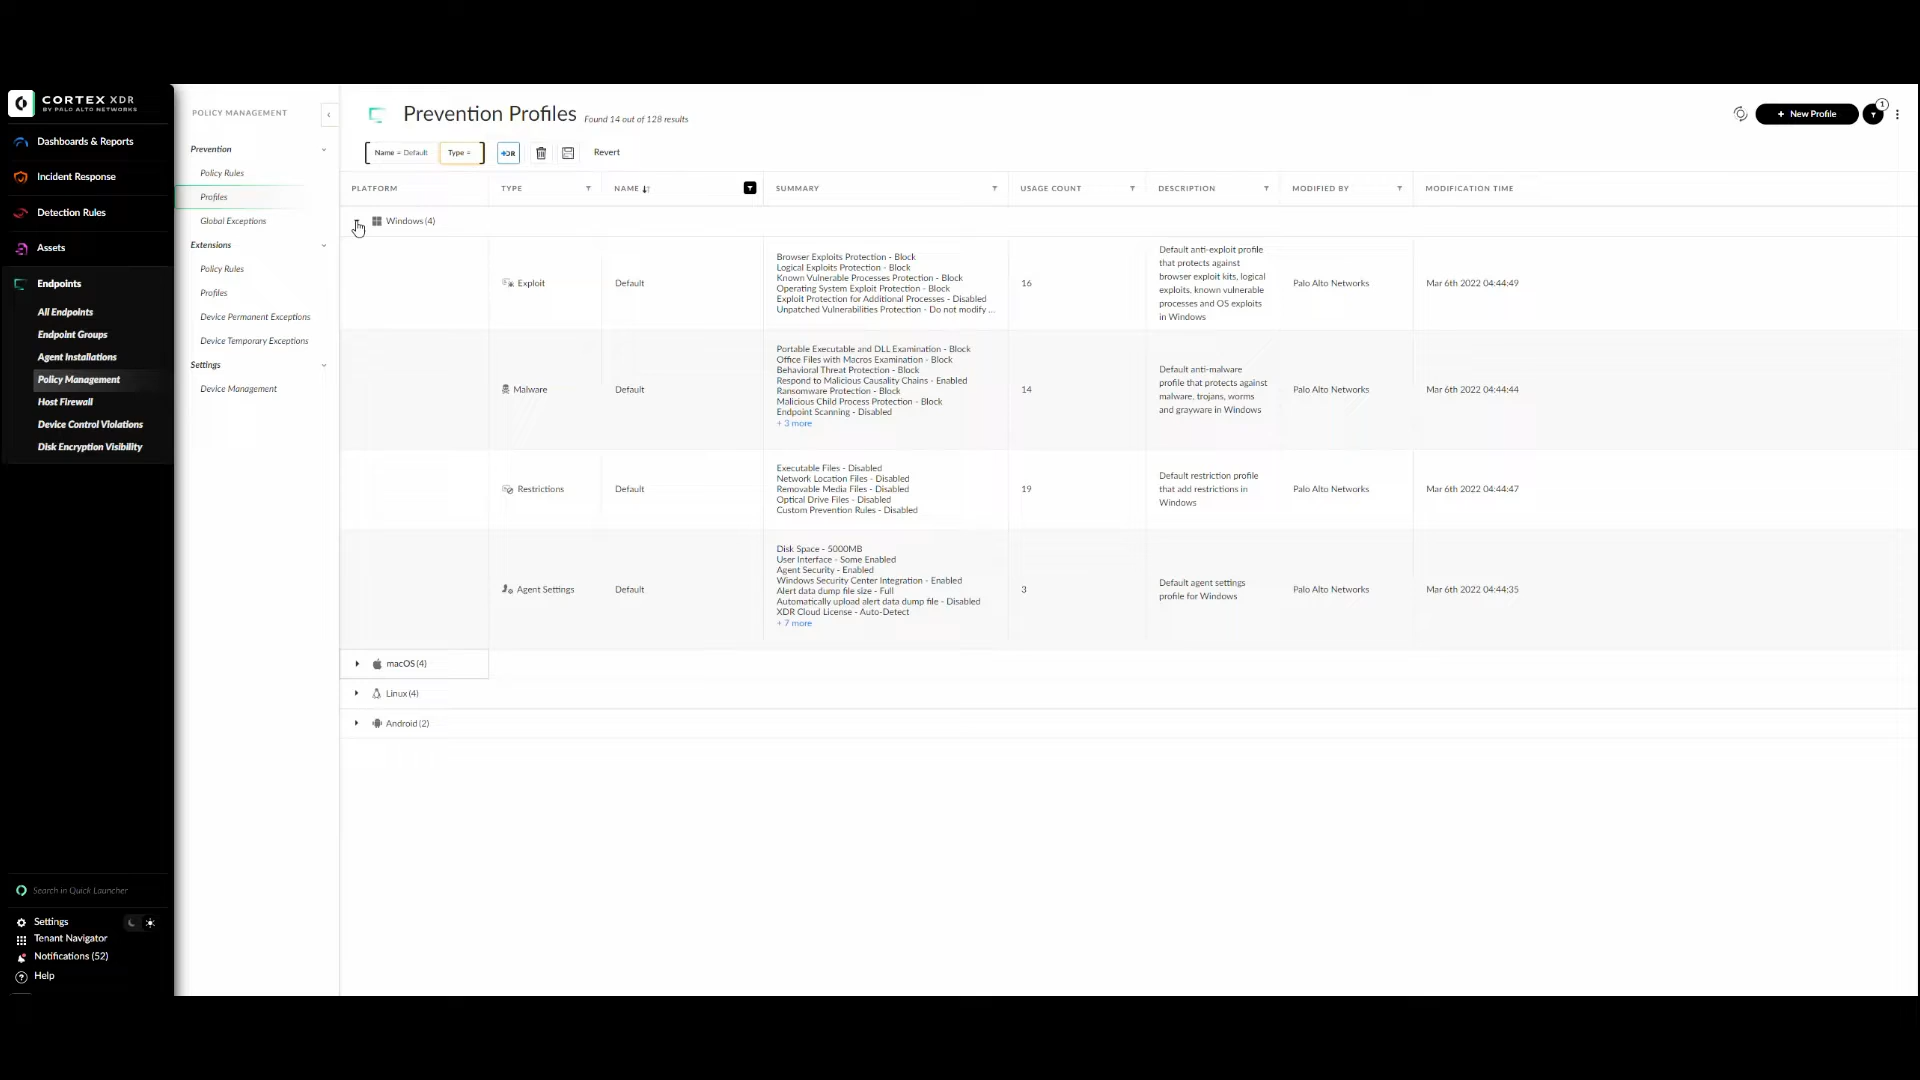 CORTEX XDR
BY PALO ALTO NETWORKS
Dashboards & Reports
Incident Response
Detection Rules
Assets
Endpoints
All Endpoints
Endpoint Groups
Agent Installations
Policy Management
Host Firewall
Device Control Violations
Disk Encryption Visibility
Search in Quick Launcher
Settings
Tenant Navigator
Notifications (52)
Help
POLICY MANAGEMENT
Prevention
Policy Rules
Profiles
Global Exceptions
Extensions
Policy Rules
Profiles
Device Permanent Exceptions
Device Temporary Exceptions
Settings
Device Management
Prevention Profiles Found 14 out of 128 results
+ New Profile 1
Name = Default Type = +OR Revert
PLATFORM TYPE NAME SUMMARY USAGE COUNT DESCRIPTION MODIFIED BY MODIFICATION TIME
Windows (4)
Exploit
Default
Browser Exploits Protection - Block
Logical Exploits Protection - Block
Known Vulnerable Processes Protection - Block
Operating System Exploit Protection - Block
Exploit Protection for Additional Processes - Disabled
Unpatched Vulnerabilities Protection - Do not modify ...
16
Default anti-exploit profile
that protects against
browser exploit kits, logical
exploits, known vulnerable
processes and OS exploits
in Windows
Palo Alto Networks
Mar 6th 2022 04:44:49
Malware
Default
Portable Executable and DLL Examination - Block
Office Files with Macros Examination - Block
Behavioral Threat Protection - Block
Respond to Malicious Causality Chains - Enabled
Ransomware Protection - Block
Malicious Child Process Protection - Block
Endpoint Scanning - Disabled
+ 3 more
14
Default anti-malware
profile that protects against
malware, trojans, worms
and grayware in Windows
Palo Alto Networks
Mar 6th 2022 04:44:44
Restrictions
Default
Executable Files - Disabled
Network Location Files - Disabled
Removable Media Files - Disabled
Optical Drive Files - Disabled
Custom Prevention Rules - Disabled
19
Default restriction profile
that add restrictions in
Windows
Palo Alto Networks
Mar 6th 2022 04:44:47
Agent Settings
Default
Disk Space - 5000MB
User Interface - Some Enabled
Agent Security - Enabled
Windows Security Center Integration - Enabled
Alert data dump file size - Full
Automatically upload alert data dump file - Disabled
XDR Cloud License - Auto-Detect
+ 7 more
3
Default agent settings
profile for Windows
Palo Alto Networks
Mar 6th 2022 04:44:35
macOS (4)
Linux (4)
Android (2)